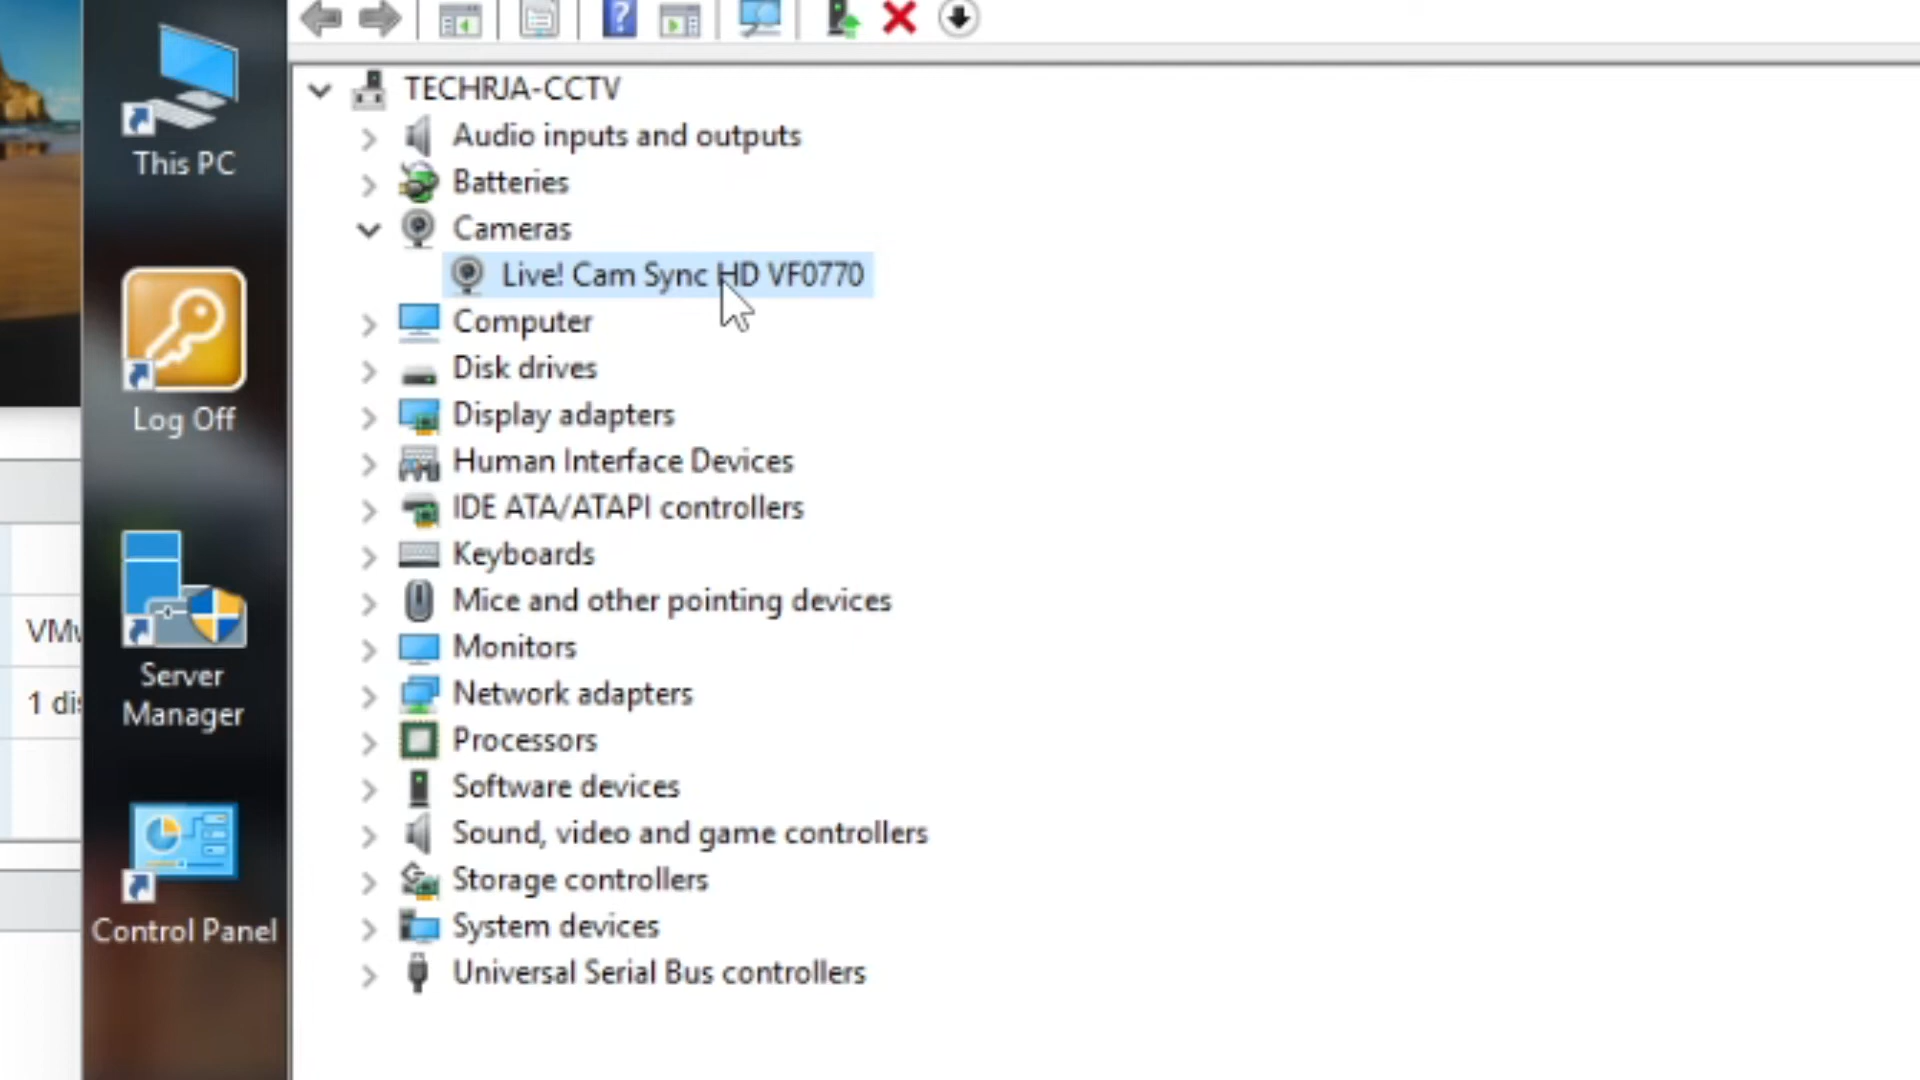 This PC
Log Off
Server
Manager
Control Panel
1
TECHRJA-CCTV
Audio inputs and outputs
Batteries
Cameras
Live! Cam Sync HD VF0770
Computer
Disk drives
Display adapters
Human Interface Devices
IDE ATA/ATAPI controllers
Keyboards
Mice and other pointing devices
Monitors
Network adapters
Processors
Software devices
Sound, video and game controllers
Storage controllers
System devices
Universal Serial Bus controllers